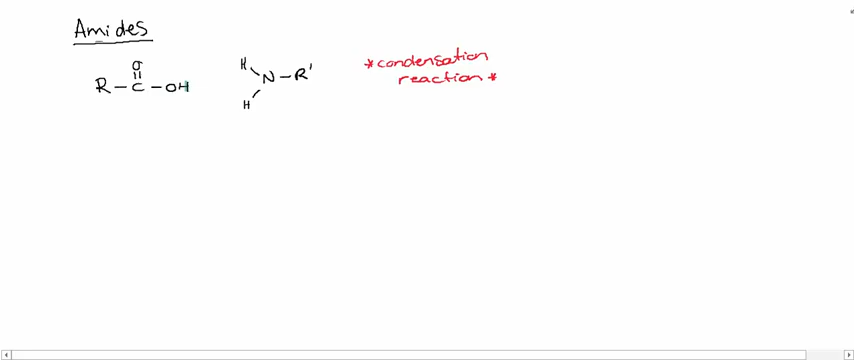 Amides
O
H
*condensation
R – C – OH
N – R'
reaction *
H